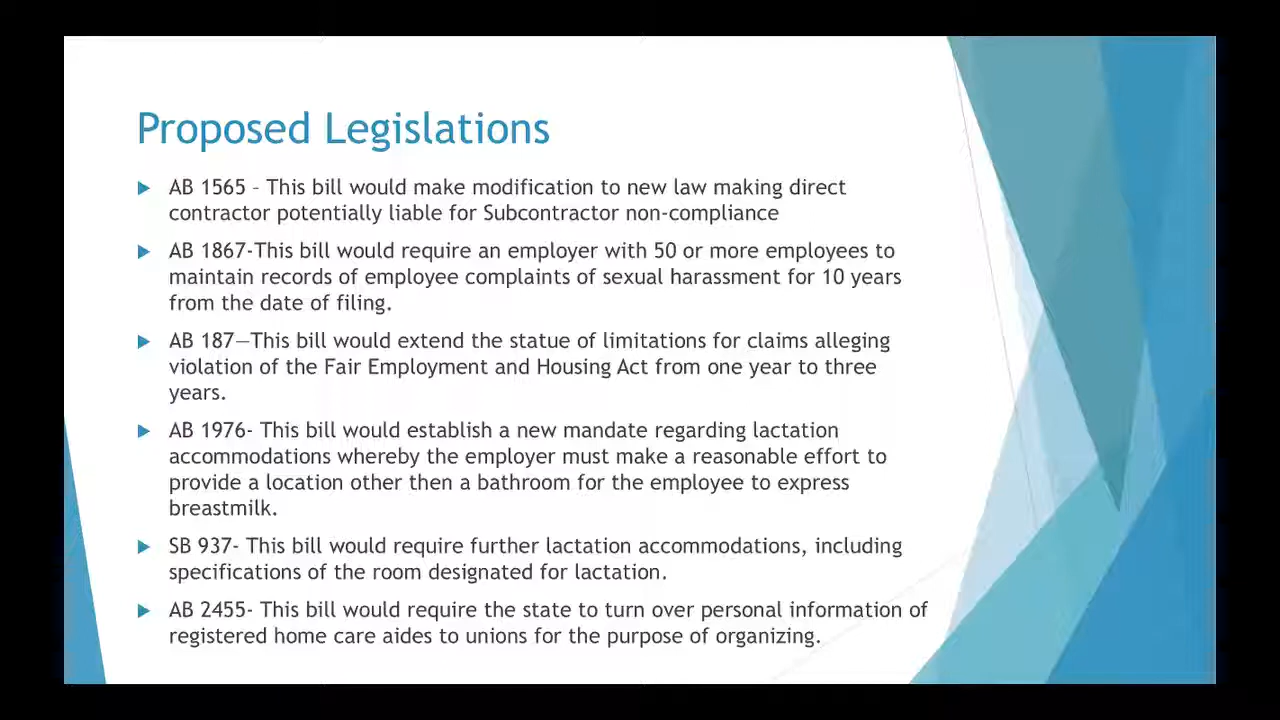 Proposed Legislations
AB 1565 – This bill would make modification to new law making direct
contractor potentially liable for Subcontractor non-compliance
AB 1867-This bill would require an employer with 50 or more employees to
maintain records of employee complaints of sexual harassment for 10 years
from the date of filing.
AB 187—This bill would extend the statue of limitations for claims alleging
violation of the Fair Employment and Housing Act from one year to three
years.
AB 1976- This bill would establish a new mandate regarding lactation
accommodations whereby the employer must make a reasonable effort to
provide a location other then a bathroom for the employee to express
breastmilk.
SB 937- This bill would require further lactation accommodations, including
specifications of the room designated for lactation.
AB 2455- This bill would require the state to turn over personal information of
registered home care aides to unions for the purpose of organizing.